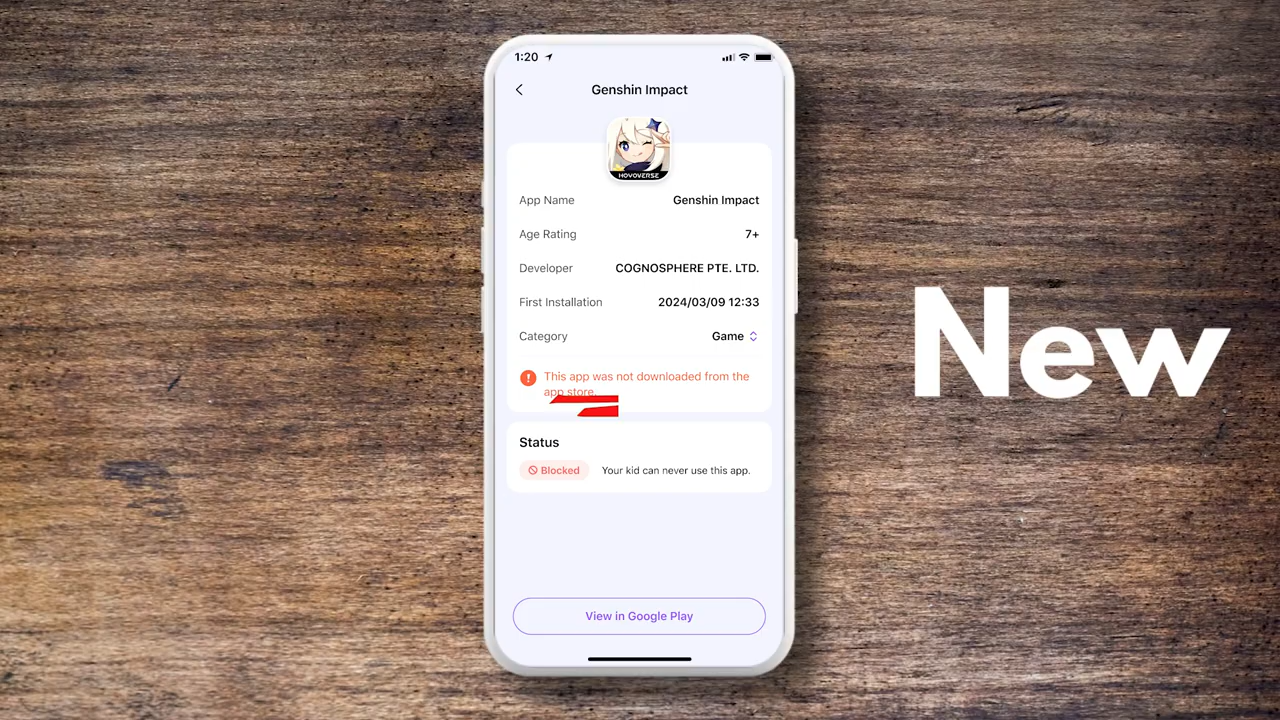 1:20
Genshin Impact
HOYOVERSE
App Name Genshin Impact
Age Rating 7+
Developer COGNOSPHERE PTE. LTD.
First Installation 2024/03/09 12:33
Category Game
This app was not downloaded from the
app store.
Status
Blocked Your kid can never use this app.
View in Google Play
New